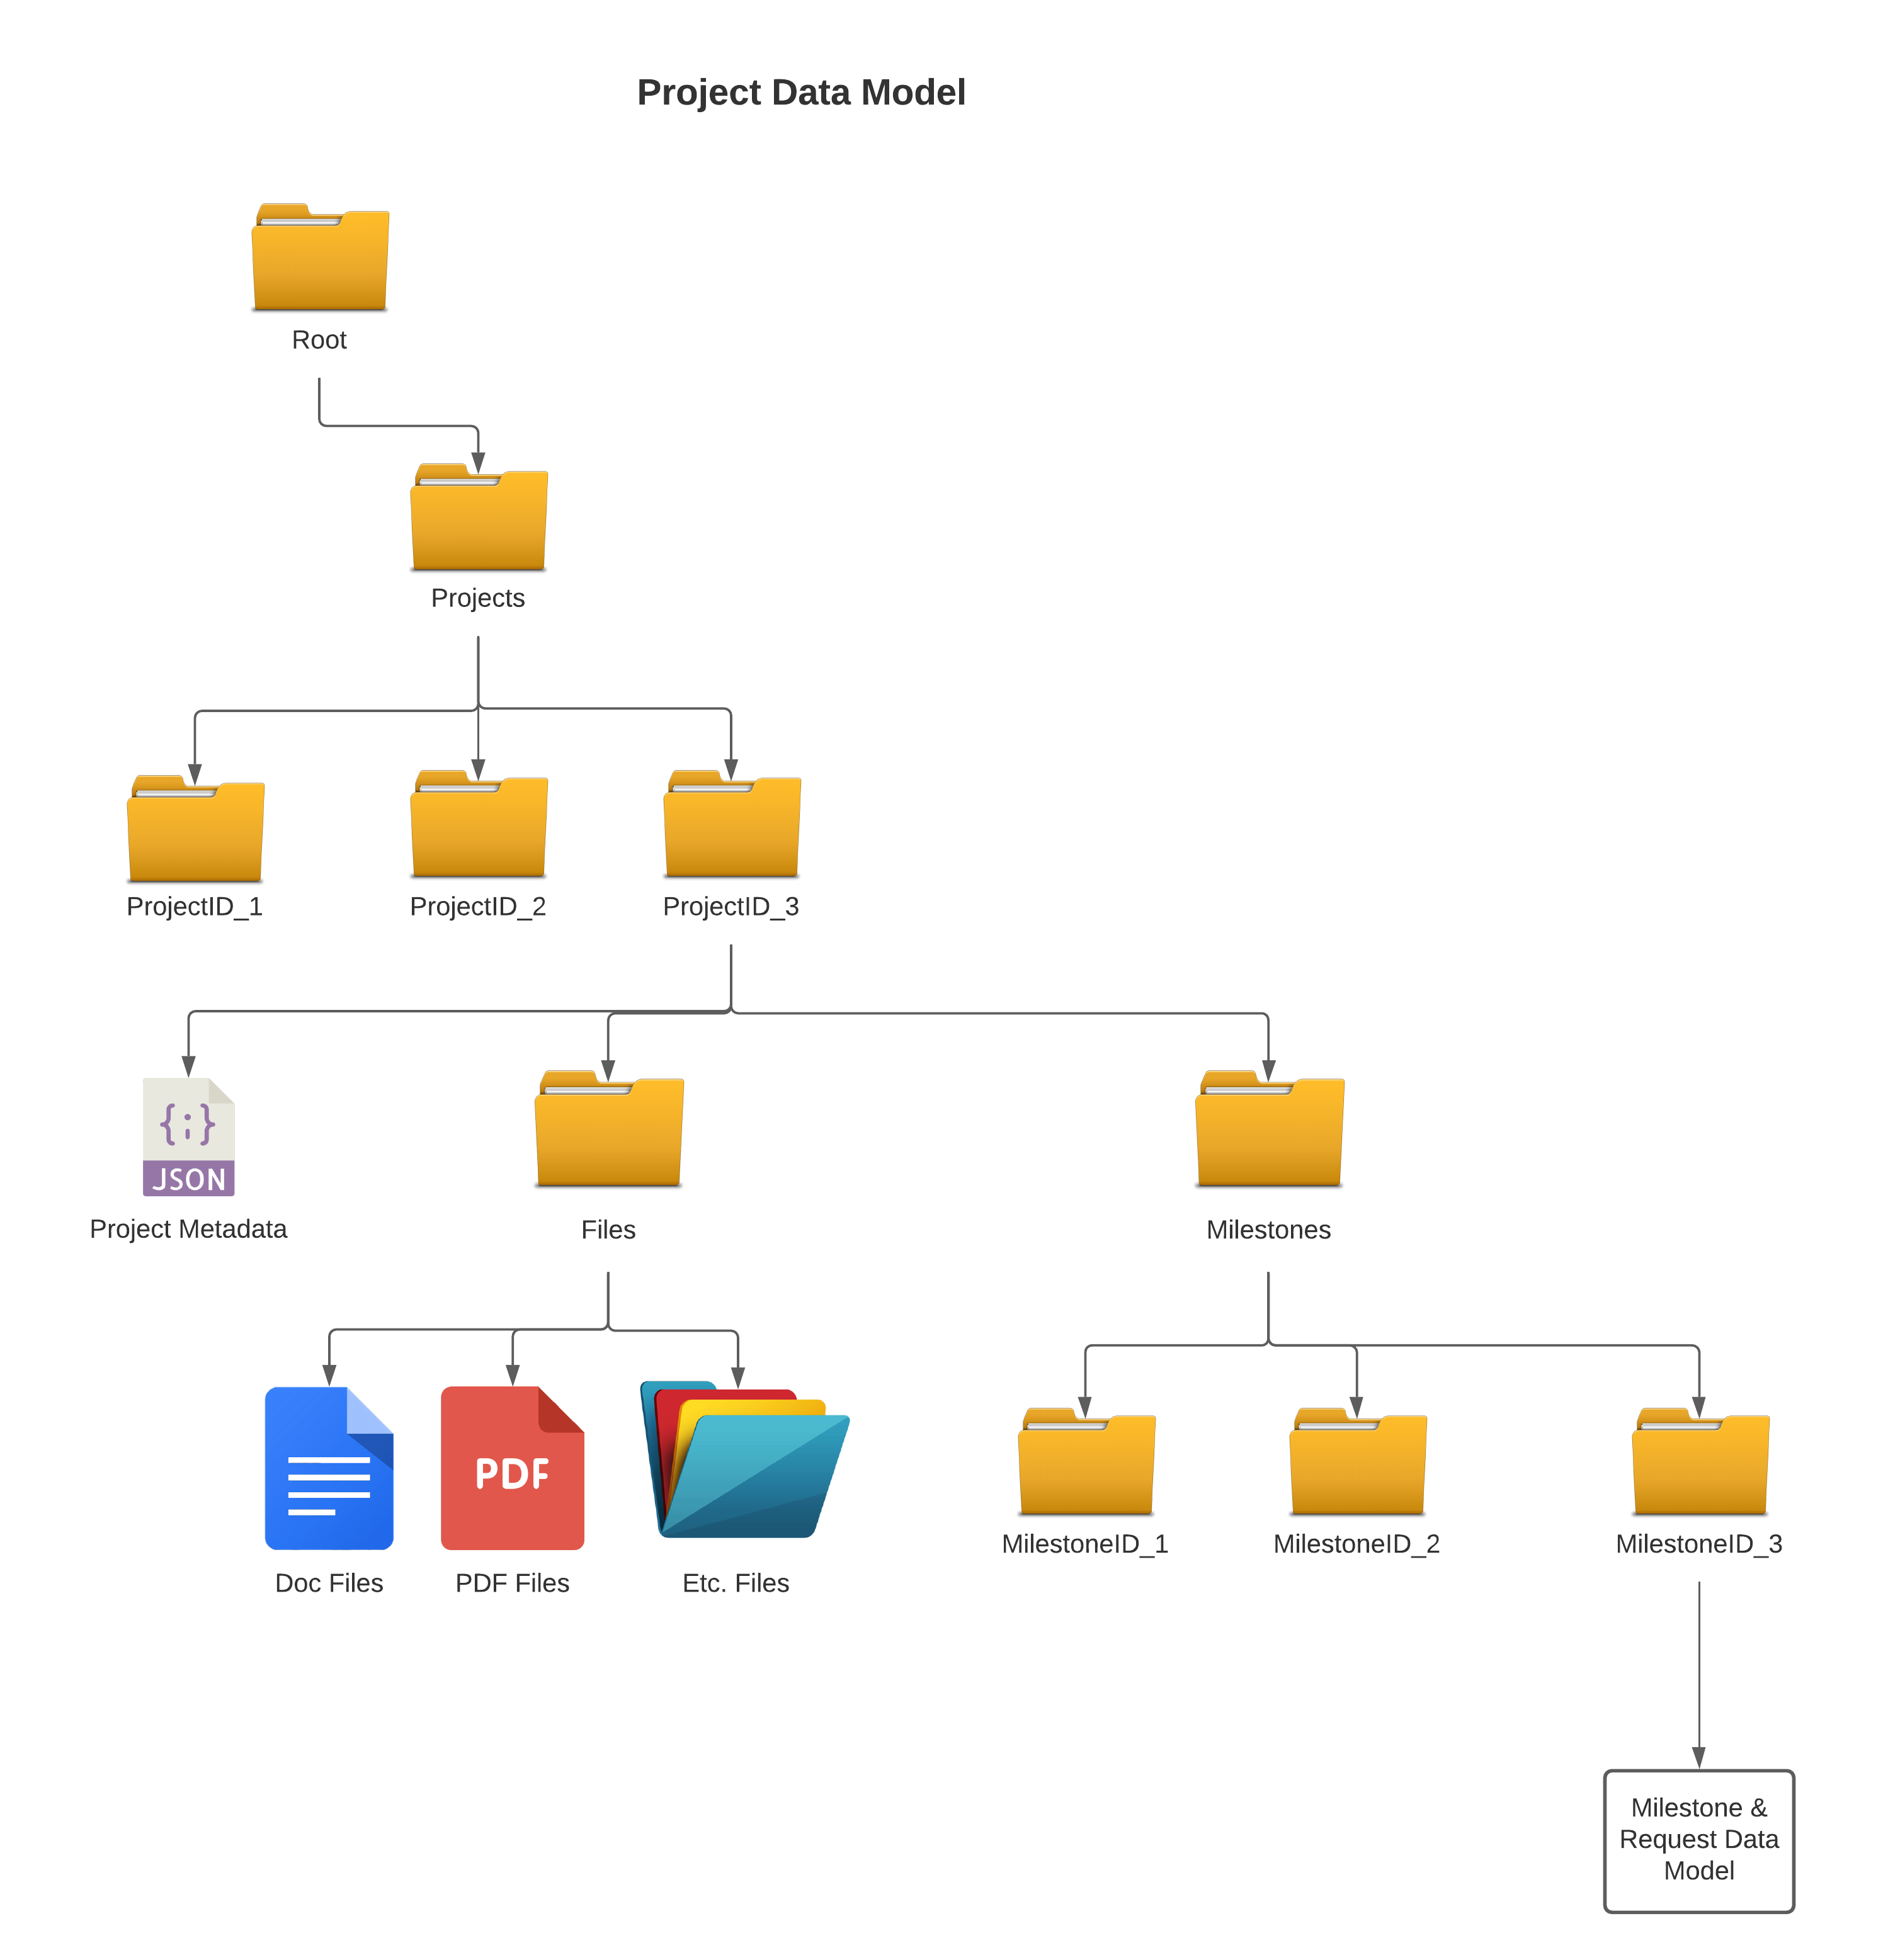 Project Data Model
Root
Projects
ProjectID_1
ProjectID_2
ProjectID_3
JSON
Project Metadata
Files
Milestones
PDF
Doc Files
PDF Files
Etc. Files
MilestoneID_1
MilestoneID_2
MilestoneID_3
Milestone &
Request Data
Model